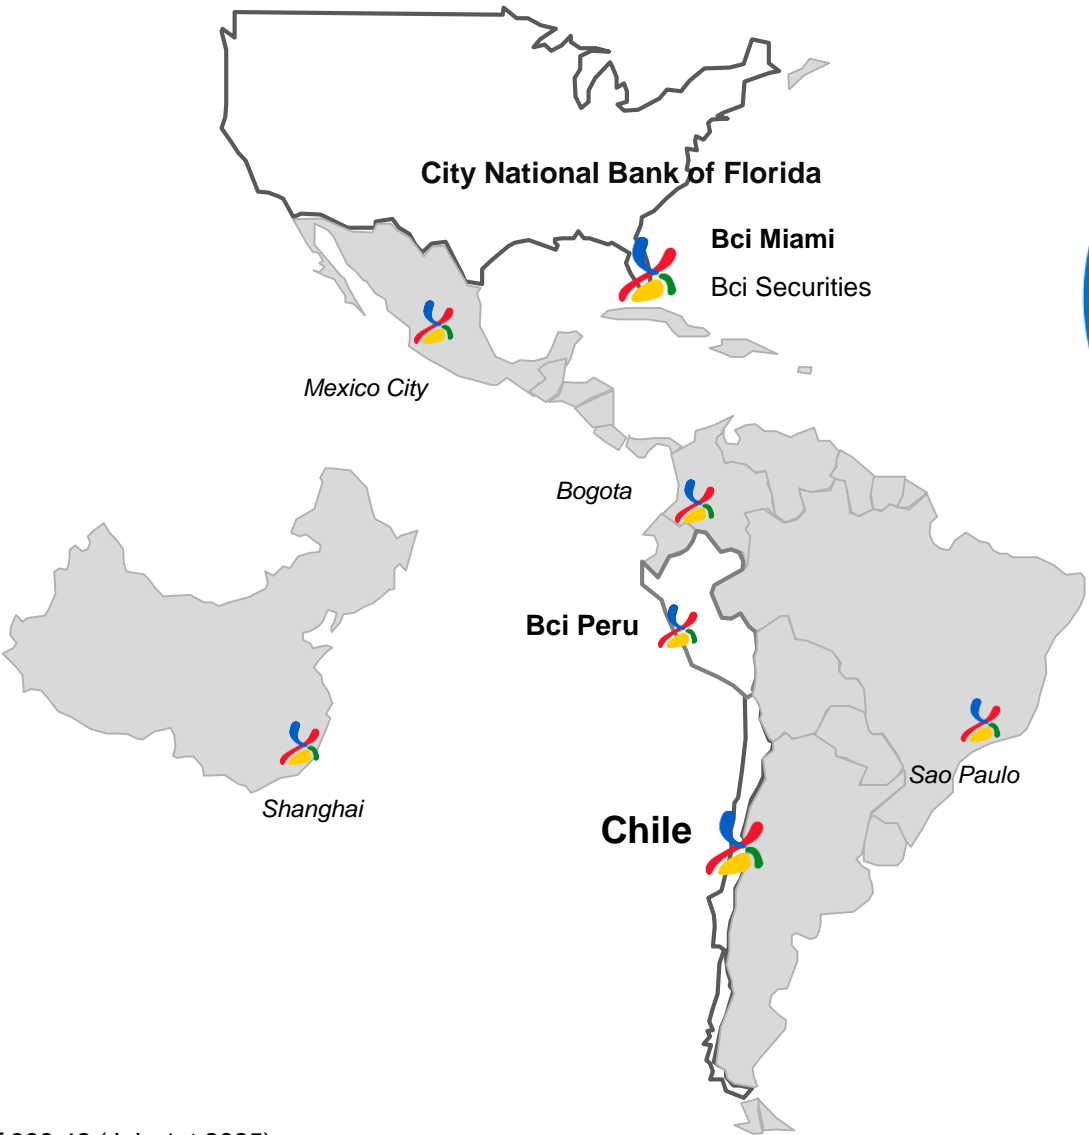 City National Bank of Florida
Bci Miami
Bci Securities
Mexico City
Bogota
Bci Peru
Sao Paulo
Shanghai
Chile